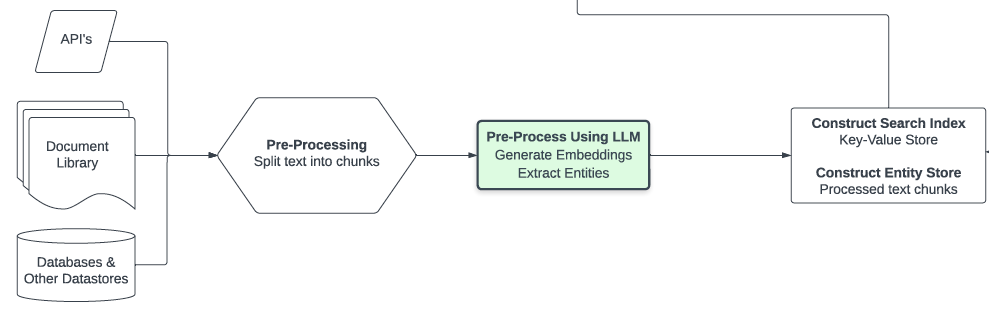 API's
Document
Library
Databases &
Other Datastores
Pre-Processing
Split text into chunks
Pre-Process Using LLM
Generate Embeddings
Extract Entities
Construct Search Index
Key-Value Store
Construct Entity Store
Processed text chunks